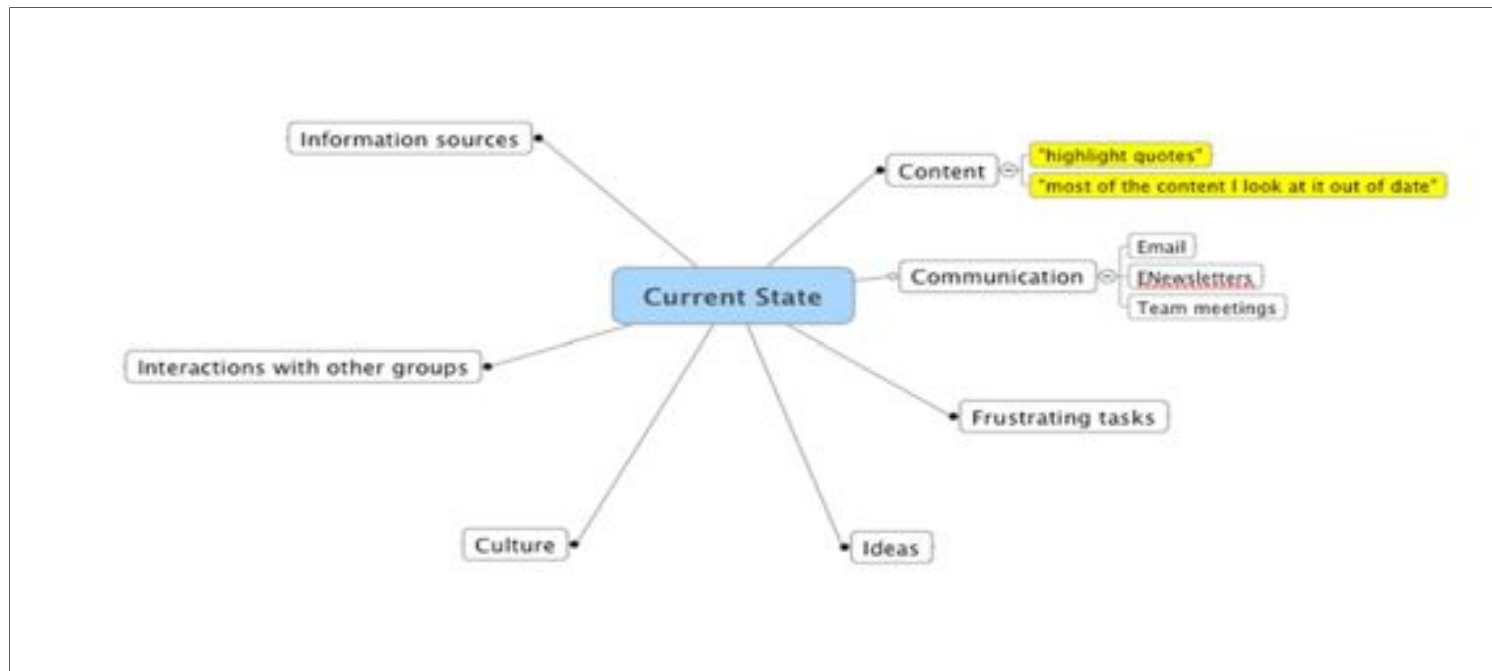 Information sources
Content
"highlight quotes"
"most of the content I look at it out of date"
Communication
Email
ENewsletters
Team meetings
Current State
Interactions with other groups
Frustrating tasks
Culture
Ideas